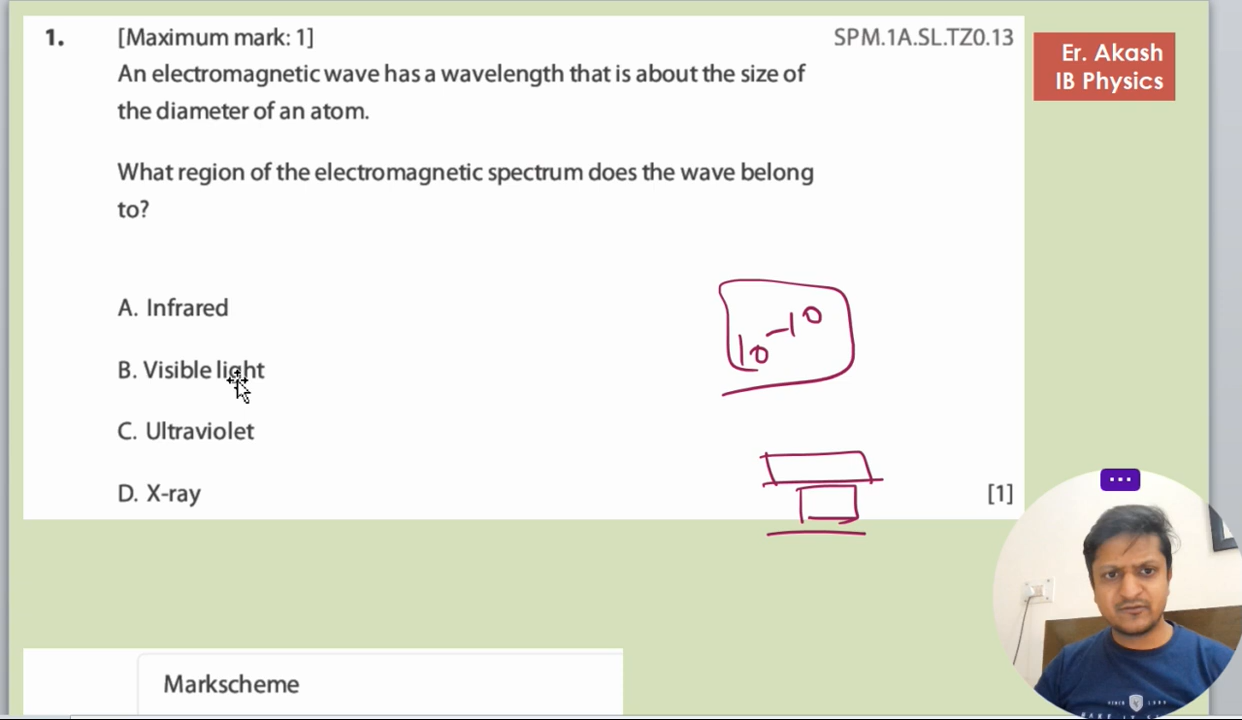 1. [Maximum mark: 1] SPM.1A.SL.TZ0.13
Er. Akash
IB Physics
An electromagnetic wave has a wavelength that is about the size of
the diameter of an atom.
What region of the electromagnetic spectrum does the wave belong
to?
A. Infrared
B. Visible light
C. Ultraviolet
D. X-ray [1]
10⁻¹⁰
Markscheme